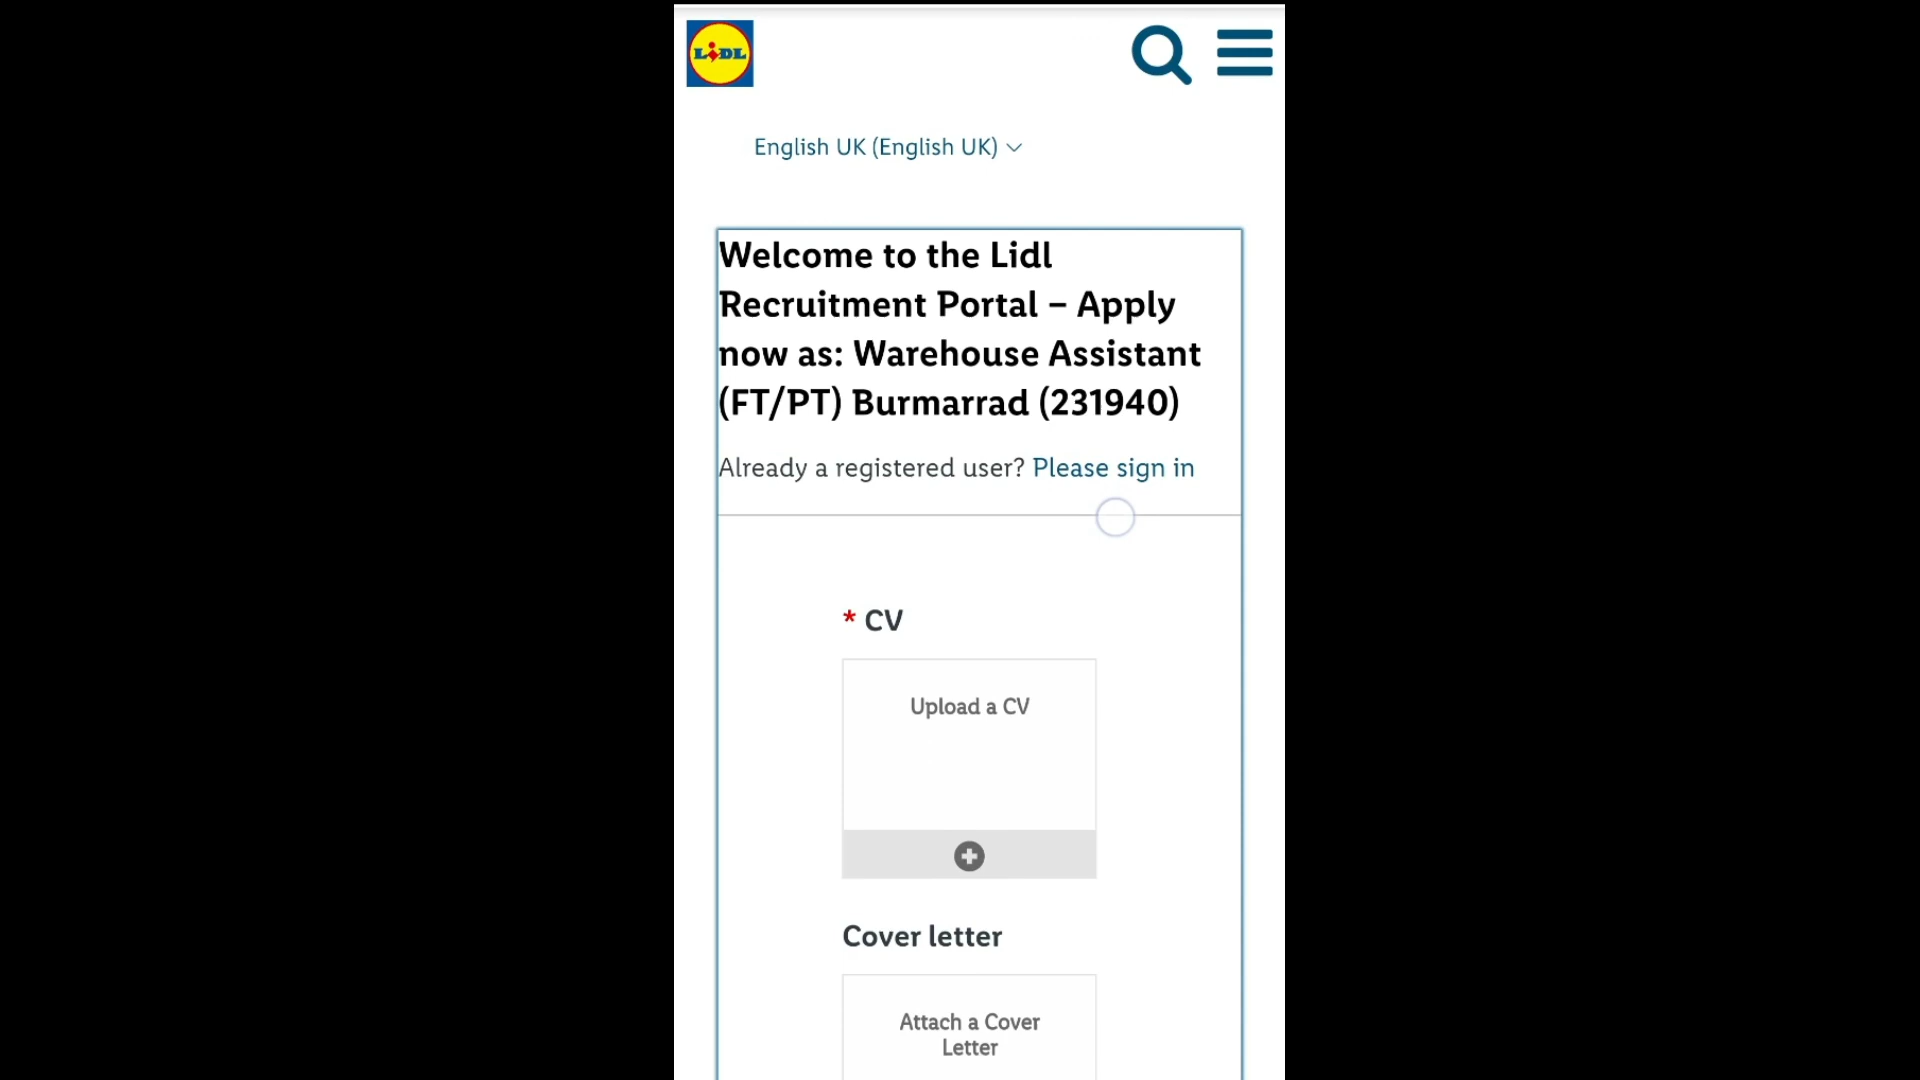 LIDL
English UK (English UK)
Welcome to the Lidl
Recruitment Portal – Apply
now as: Warehouse Assistant
(FT/PT) Burmarrad (231940)
Already a registered user? Please sign in
* CV
Upload a CV
Cover letter
Attach a Cover
Letter